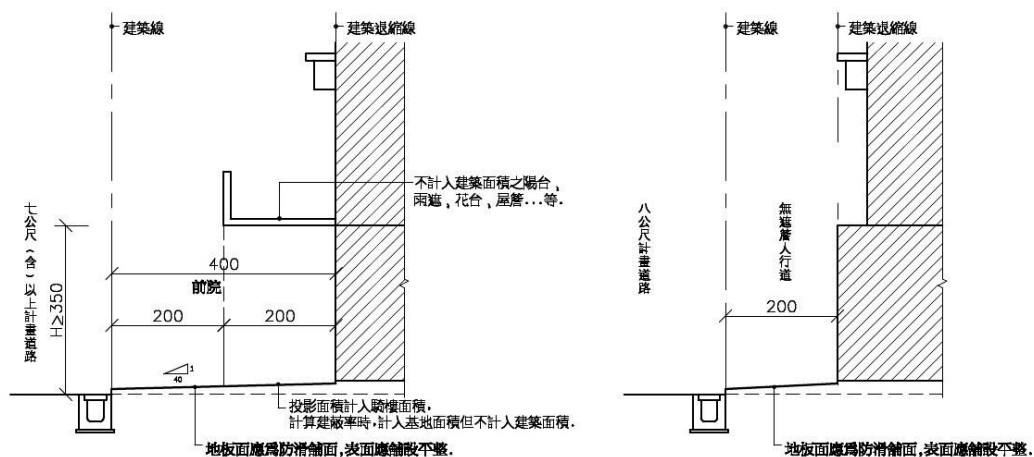 建築線
建築退縮線
不計入建築面積之陽台、
雨遮、花台、屋簷...等.
七公尺(含)以上計畫道路
H≥350
400
前院
200
200
1
40
投影面積計入騎樓面積,
計算建蔽率時,計入基地面積但不計入建築面積.
地板面應為防滑舖面,表面應舖設平整.
建築線
建築退縮線
八公尺計畫道路
無遮簷人行道
200
地板面應為防滑舖面,表面應舖設平整.